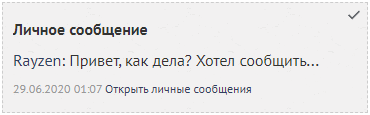 Личное сообщение
Rayzen: Привет, как дела? Хотел сообщить...
29.06.2020 01:07 Открыть личные сообщения